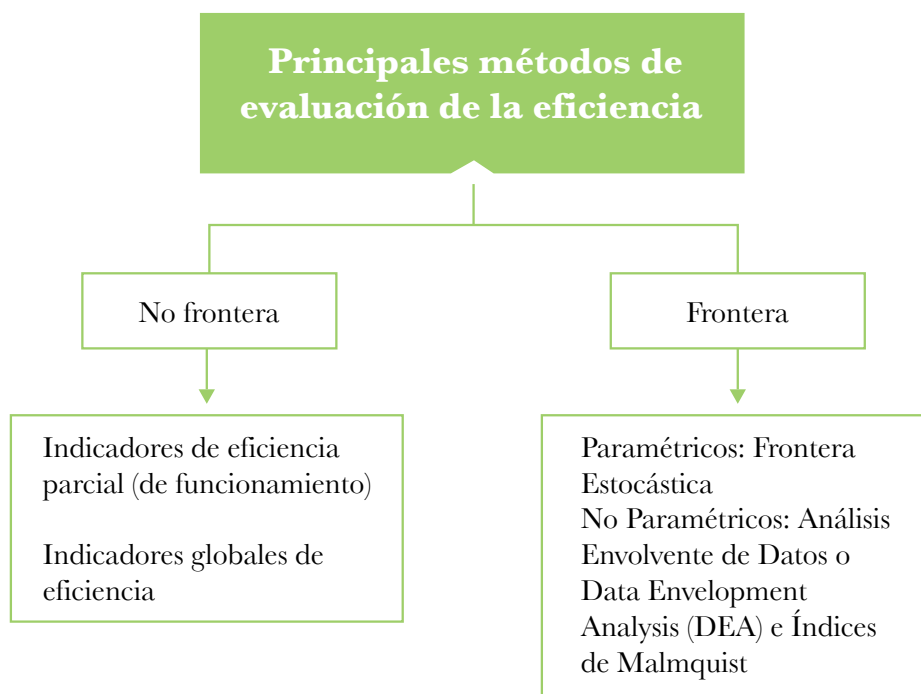 Principales métodos de
evaluación de la eficiencia
No frontera
Frontera
Indicadores de eficiencia
parcial (de funcionamiento)
Indicadores globales de
eficiencia
Paramétricos: Frontera
Estocástica
No Paramétricos: Análisis
Envolvente de Datos o
Data Envelopment
Analysis (DEA) e Índices
de Malmquist